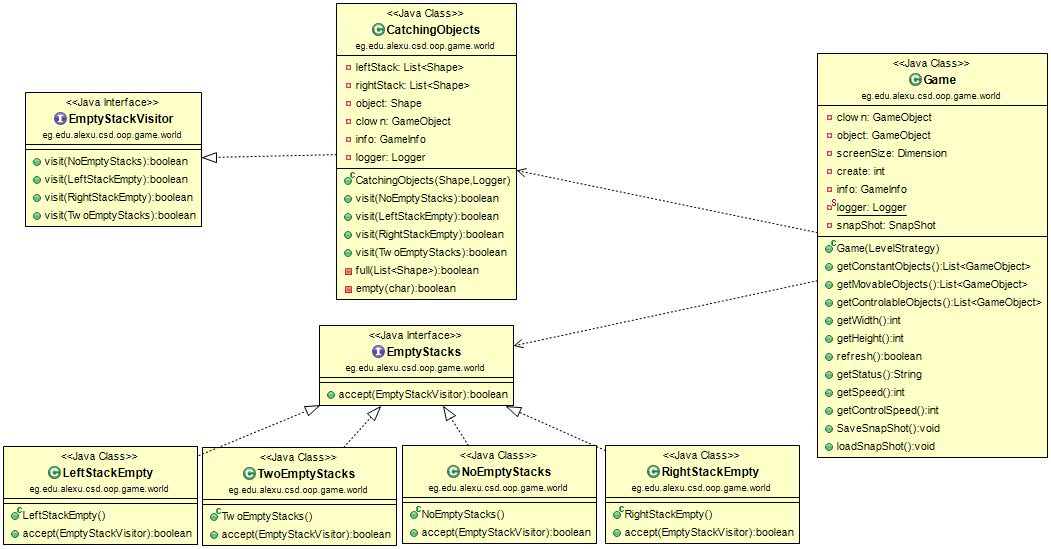 <<Java Class>>
CatchingObjects
eg.edu.alexu.csd.oop.game.world
leftStack: List<Shape>
rightStack: List<Shape>
object: Shape
clown: GameObject
info: GameInfo
logger: Logger
CatchingObjects(Shape,Logger)
visit(NoEmptyStacks):boolean
visit(LeftStackEmpty):boolean
visit(RightStackEmpty):boolean
visit(TwoEmptyStacks):boolean
full(List<Shape>):boolean
empty(char):boolean
<<Java Interface>>
EmptyStackVisitor
eg.edu.alexu.csd.oop.game.world
visit(NoEmptyStacks):boolean
visit(LeftStackEmpty):boolean
visit(RightStackEmpty):boolean
visit(TwoEmptyStacks):boolean
<<Java Class>>
Game
eg.edu.alexu.csd.oop.game.world
clown: GameObject
object: GameObject
screenSize: Dimension
create: int
info: GameInfo
logger: Logger
snapShot: SnapShot
Game(LevelStrategy)
getConstantObjects():List<GameObject>
getMovableObjects():List<GameObject>
getControlableObjects():List<GameObject>
getWidth():int
getHeight():int
refresh():boolean
getStatus():String
getSpeed():int
getControlSpeed():int
SaveSnapShot():void
loadSnapShot():void
<<Java Interface>>
EmptyStacks
eg.edu.alexu.csd.oop.game.world
accept(EmptyStackVisitor):boolean
<<Java Class>>
LeftStackEmpty
eg.edu.alexu.csd.oop.game.world
LeftStackEmpty()
accept(EmptyStackVisitor):boolean
<<Java Class>>
TwoEmptyStacks
eg.edu.alexu.csd.oop.game.world
TwoEmptyStacks()
accept(EmptyStackVisitor):boolean
<<Java Class>>
NoEmptyStacks
eg.edu.alexu.csd.oop.game.world
NoEmptyStacks()
accept(EmptyStackVisitor):boolean
<<Java Class>>
RightStackEmpty
eg.edu.alexu.csd.oop.game.world
RightStackEmpty()
accept(EmptyStackVisitor):boolean